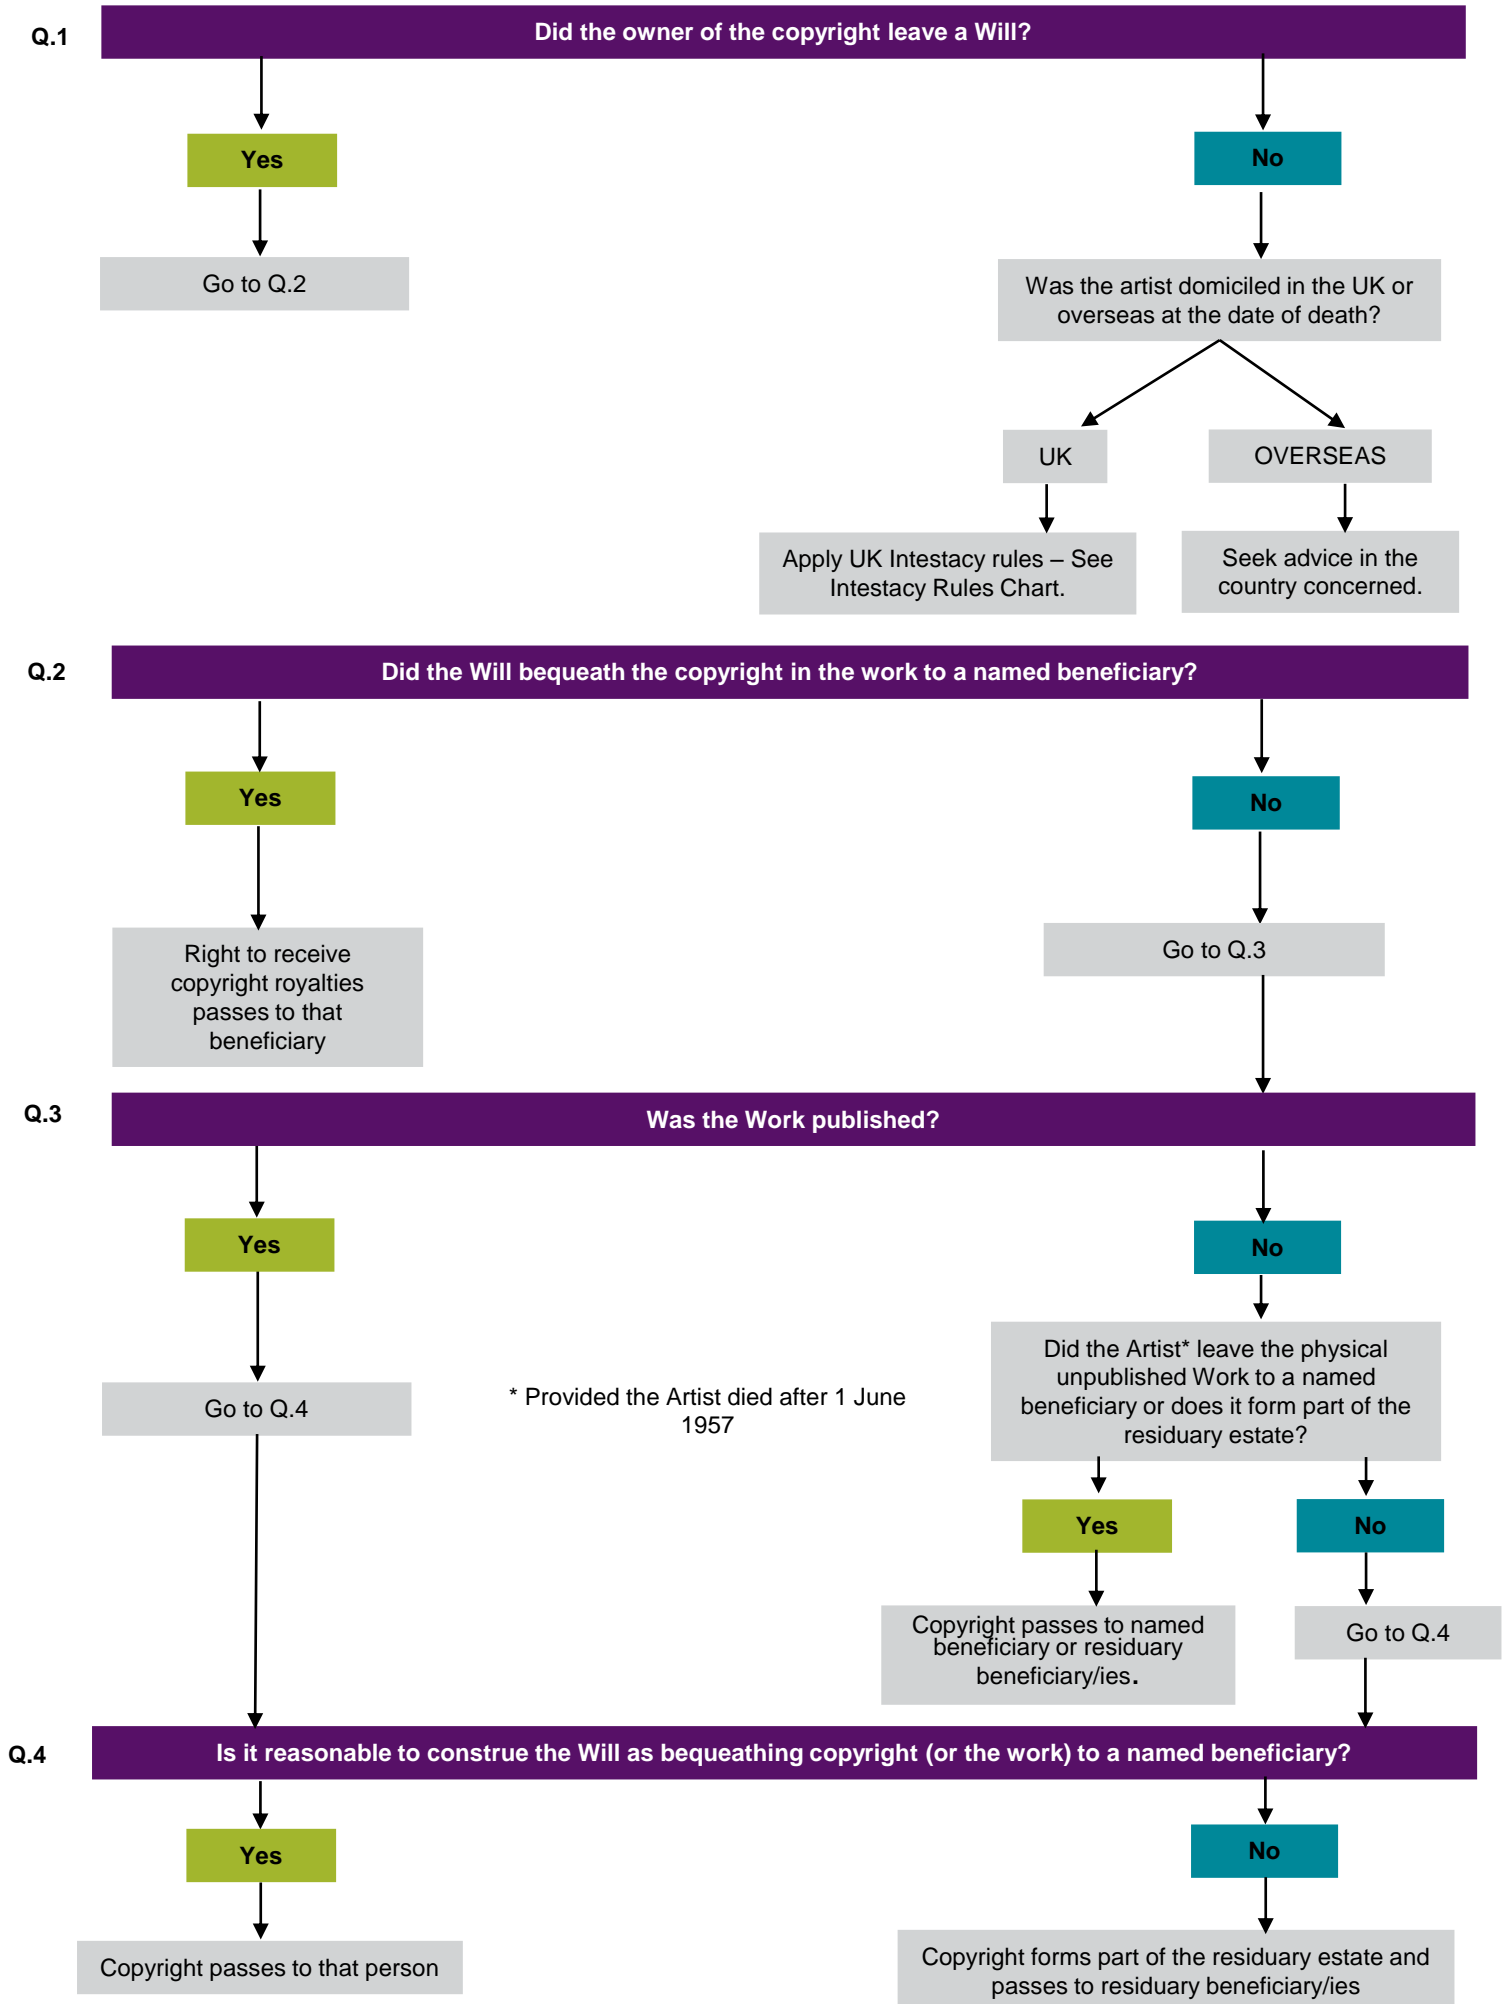 Q.1
Did the owner of the copyright leave a Will?
Yes
No
Go to Q.2
Was the artist domiciled in the UK or
overseas at the date of death?
UK
OVERSEAS
Apply UK Intestacy rules – See
Intestacy Rules Chart.
Seek advice in the
country concerned.
Q.2
Did the Will bequeath the copyright in the work to a named beneficiary?
Yes
No
Right to receive
copyright royalties
passes to that
beneficiary
Go to Q.3
Q.3
Was the Work published?
Yes
No
Go to Q.4
* Provided the Artist died after 1 June
1957
Did the Artist* leave the physical
unpublished Work to a named
beneficiary or does it form part of the
residuary estate?
Yes
No
Copyright passes to named
beneficiary or residuary
beneficiary/ies.
Go to Q.4
Q.4
Is it reasonable to construe the Will as bequeathing copyright (or the work) to a named beneficiary?
Yes
No
Copyright passes to that person
Copyright forms part of the residuary estate and
passes to residuary beneficiary/ies